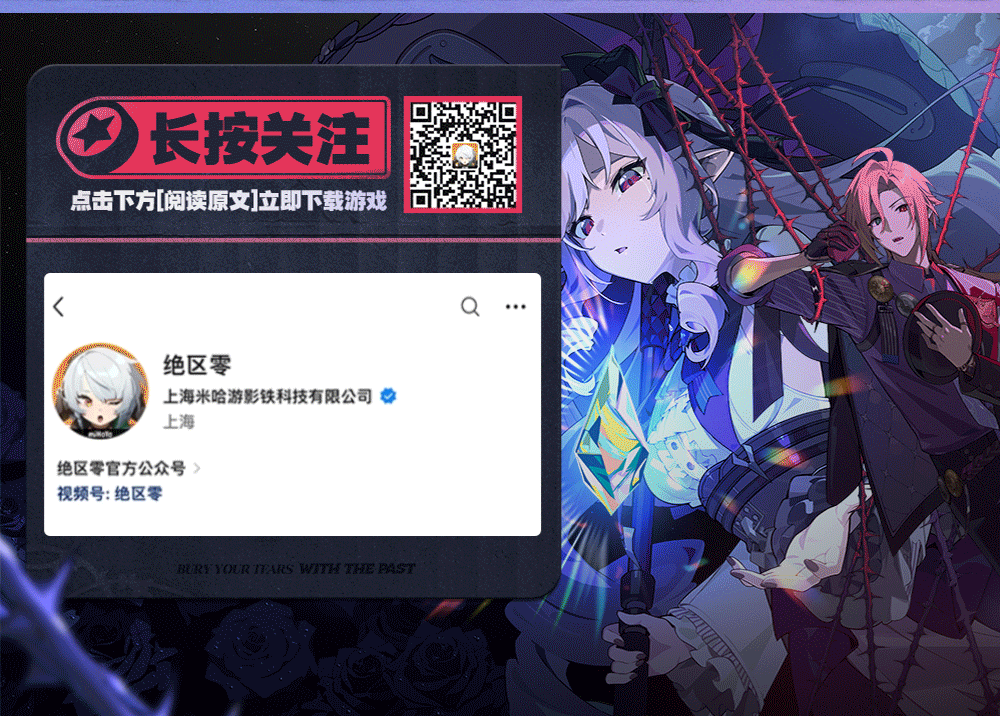 长按关注
点击下方[阅读原文]立即下载游戏
绝区零
上海米哈游影铁科技有限公司
上海
miHoYo
绝区零官方公众号
视频号: 绝区零
BURY YOUR TEARS WITH THE PAST